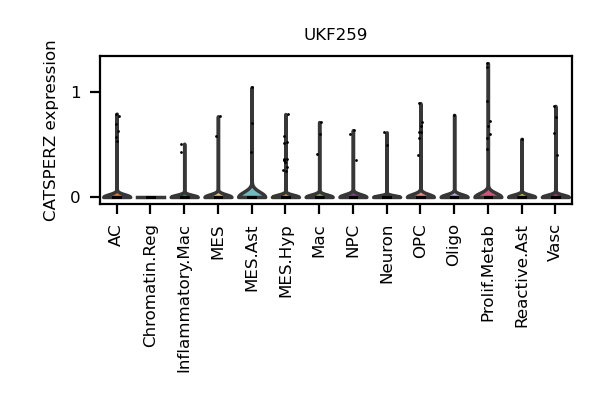 UKF259
CATSPERZ expression
1
0
AC
Chromatin.Reg
Inflammatory.Mac
MES
MES.Ast
MES.Hyp
Mac
NPC
Neuron
OPC
Oligo
Prolif.Metab
Reactive.Ast
Vasc